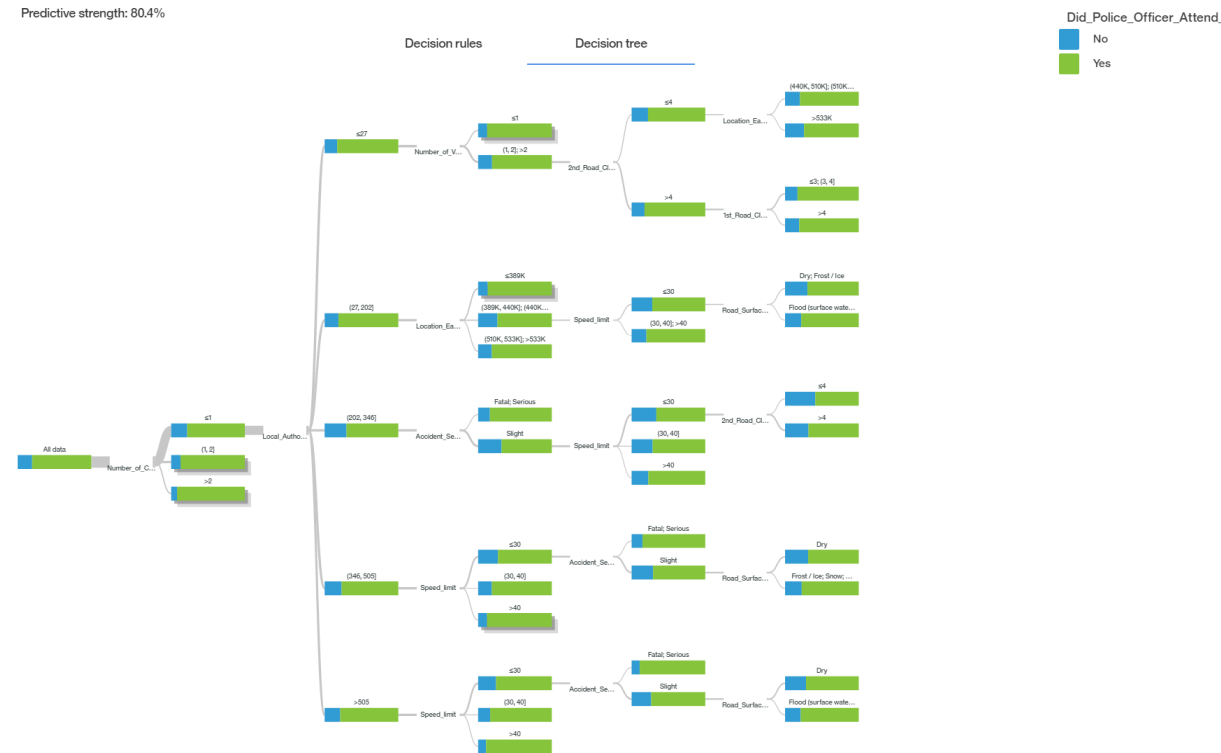 Predictive strength: 80.4%
Did_Police_Officer_Attend_
No
Yes
Decision rules
Decision tree
All data
Number_of_C...
≤1
(1, 2]
>2
Local_Autho...
≤27
Number_of_V...
≤1
(1, 2]; >2
2nd_Road_Cl...
≤4
Location_Ea...
(440K, 510K]; (510K...
>533K
>4
1st_Road_Cl...
≤3; (3, 4]
>4
(27, 202]
Location_Ea...
≤389K
(389K, 440K]; (440K...
(510K, 533K]; >533K
Speed_limit
≤30
(30, 40]; >40
Road_Surfac...
Dry; Frost / Ice
Flood (surface wate...
(202, 346]
Accident_Se...
Fatal; Serious
Slight
Speed_limit
≤30
(30, 40]
>40
2nd_Road_Cl...
≤4
>4
(346, 505]
Speed_limit
≤30
(30, 40]
>40
Accident_Se...
Fatal; Serious
Slight
Road_Surfac...
Dry
Frost / Ice; Snow; ...
>505
Speed_limit
≤30
(30, 40]
>40
Accident_Se...
Fatal; Serious
Slight
Road_Surfac...
Dry
Flood (surface wate...